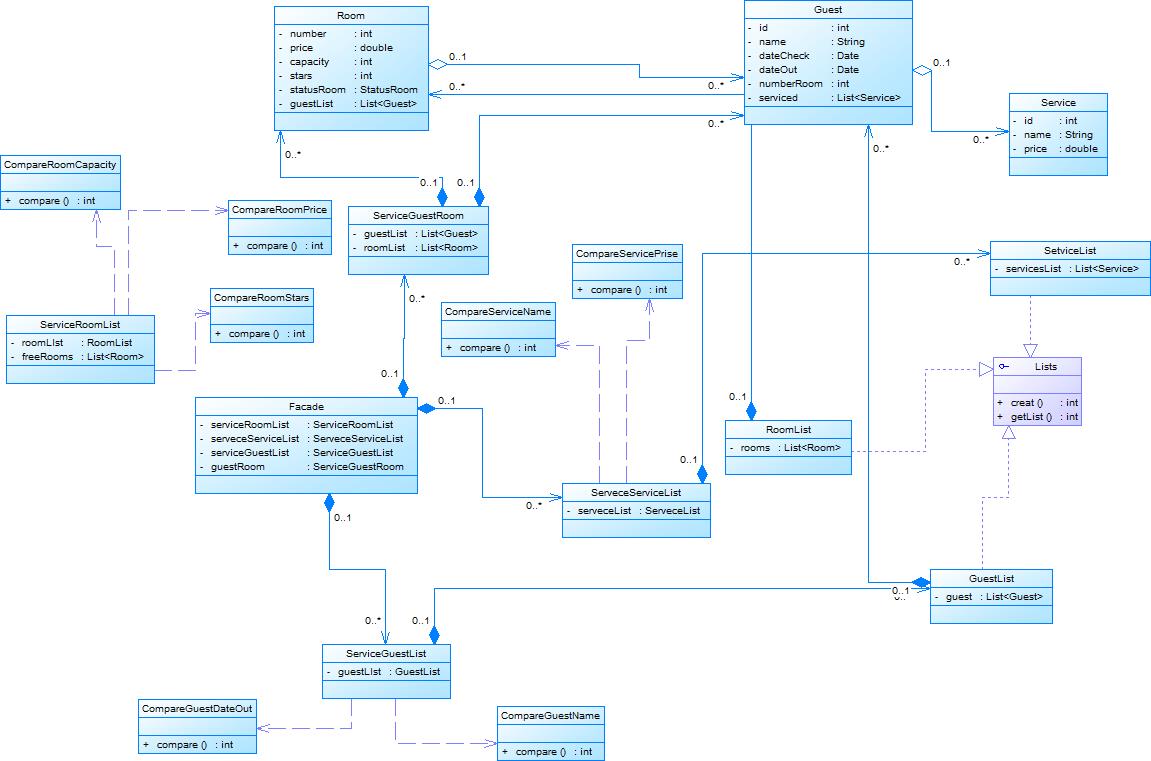 Room
- number : int
- price : double
- capacity : int
- stars : int
- statusRoom : StatusRoom
- guestList : List<Guest>
Guest
- id : int
- name : String
- dateCheck : Date
- dateOut : Date
- numberRoom : int
- serviced : List<Service>
Service
- id : int
- name : String
- price : double
0..1
0..*
0..*
0..*
0..1
0..*
0..*
0..*
0..1
0..1
CompareRoomCapacity
+ compare () : int
CompareRoomPrice
+ compare () : int
ServiceGuestRoom
- guestList : List<Guest>
- roomList : List<Room>
CompareServicePrise
+ compare () : int
SetviceList
- servicesList : List<Service>
0..*
CompareRoomStars
+ compare () : int
0..*
CompareServiceName
+ compare () : int
ServiceRoomList
- roomLIst : RoomList
- freeRooms : List<Room>
Lists
+ creat () : int
+ getList () : int
0..1
0..1
0..1
Facade
- serviceRoomList : ServiceRoomList
- serveceServiceList : ServeceServiceList
- serviceGuestList : ServiceGuestList
- guestRoom : ServiceGuestRoom
RoomList
- rooms : List<Room>
0..1
ServeceServiceList
- serveceList : ServeceList
0..*
0..1
GuestList
- guest : List<Guest>
0..1
0..*
0..1
ServiceGuestList
- guestLIst : GuestList
CompareGuestDateOut
+ compare () : int
CompareGuestName
+ compare () : int